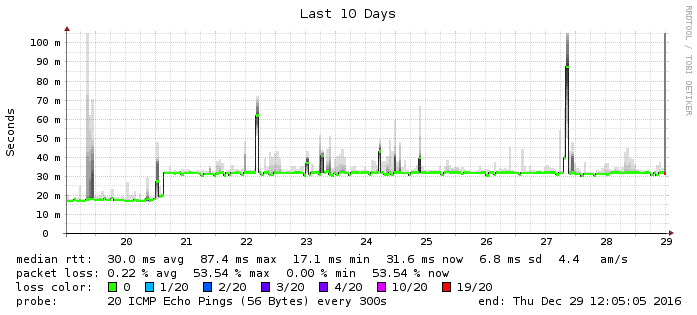 Last 10 Days
RRDTOOL / TOBI OETIKER
Seconds
100 m
90 m
80 m
70 m
60 m
50 m
40 m
30 m
20 m
10 m
0
20 21 22 23 24 25 26 27 28 29
median rtt: 30.0 ms avg 87.4 ms max 17.1 ms min 31.6 ms now 6.8 ms sd 4.4 am/s
packet loss: 0.22 % avg 53.54 % max 0.00 % min 53.54 % now
loss color: 0 1/20 2/20 3/20 4/20 10/20 19/20
probe: 20 ICMP Echo Pings (56 Bytes) every 300s end: Thu Dec 29 12:05:05 2016